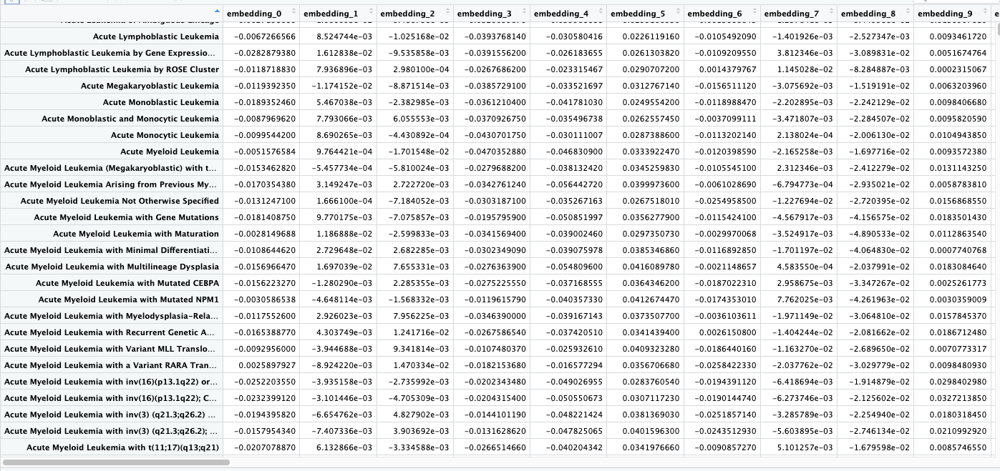 embedding_0 embedding_1 embedding_2 embedding_3 embedding_4 embedding_5 embedding_6 embedding_7 embedding_8 embedding_9
Acute Lymphoblastic Leukemia -0.0067266566 8.524744e-03 -1.025168e-02 -0.0393768140 -0.030580416 0.0226119160 -0.0105492090 -1.401926e-03 -2.527347e-03 0.0093461720
Acute Lymphoblastic Leukemia by Gene Expressio... -0.0282879380 1.612838e-02 -9.535858e-03 -0.0391556200 -0.026183655 0.0261303820 -0.0109209550 3.812346e-03 -3.089831e-02 0.0051674764
Acute Lymphoblastic Leukemia by ROSE Cluster -0.0118718830 7.936896e-03 2.980100e-04 -0.0267686200 -0.023315467 0.0290707200 0.0014379767 1.145028e-02 -8.284887e-03 0.0002315067
Acute Megakaryoblastic Leukemia -0.0119392350 -1.174152e-02 -8.871514e-03 -0.0385729100 -0.033521697 0.0312767140 -0.0156511120 -3.075692e-03 -1.519191e-02 0.0063203960
Acute Monoblastic Leukemia -0.0189352460 5.467038e-03 -2.382985e-03 -0.0361210400 -0.041781030 0.0249554200 -0.0118988470 -2.202895e-03 -2.242129e-02 0.0098406680
Acute Monoblastic and Monocytic Leukemia -0.0087969620 7.793066e-03 6.055553e-03 -0.0370926750 -0.035496738 0.0262557450 -0.0037099111 -3.471807e-03 -2.284507e-02 0.0095820590
Acute Monocytic Leukemia -0.0099544200 8.690265e-03 -4.430892e-04 -0.0430701750 -0.030111007 0.0287388600 -0.0113202140 2.138024e-04 -2.006130e-02 0.0104943850
Acute Myeloid Leukemia -0.0051576584 9.764421e-04 -1.701548e-02 -0.0470352880 -0.046830900 0.0333922470 -0.0120398590 -2.165258e-03 -1.697716e-02 0.0093572380
Acute Myeloid Leukemia (Megakaryoblastic) with t... -0.0153462820 -5.457734e-04 -5.810024e-03 -0.0279688200 -0.038132420 0.0345259830 -0.0105545100 2.312346e-03 -2.412279e-02 0.0131143250
Acute Myeloid Leukemia Arising from Previous My... -0.0170354380 3.149247e-03 2.722720e-03 -0.0342761240 -0.056442720 0.0399973600 -0.0061028690 -6.794773e-04 -2.935021e-02 0.0058783810
Acute Myeloid Leukemia Not Otherwise Specified -0.0131247100 1.666100e-04 -7.184052e-03 -0.0303187100 -0.035267163 0.0267518010 -0.0254958500 -1.227694e-02 -2.720395e-02 0.0156868550
Acute Myeloid Leukemia with Gene Mutations -0.0181408750 9.770175e-03 -7.075857e-03 -0.0195795900 -0.050851997 0.0356277900 -0.0115424100 -4.567917e-03 -4.156575e-02 0.0183501430
Acute Myeloid Leukemia with Maturation -0.0028149688 1.186888e-02 -2.599833e-03 -0.0341569400 -0.039002460 0.0297350730 -0.0029970068 -3.524917e-03 -4.890533e-02 0.0112863540
Acute Myeloid Leukemia with Minimal Differentiati... -0.0108644620 2.729648e-02 2.682285e-03 -0.0302349090 -0.039075978 0.0385346860 -0.0116892850 -1.701197e-02 -4.064830e-02 0.0007740768
Acute Myeloid Leukemia with Multilineage Dysplasia -0.0156966470 1.697039e-02 7.655331e-03 -0.0276363900 -0.054809600 0.0416089780 -0.0021148657 4.583550e-04 -2.037991e-02 0.0183084640
Acute Myeloid Leukemia with Mutated CEBPA -0.0156223270 -1.280290e-03 2.285355e-03 -0.0275225550 -0.037168555 0.0364346200 -0.0187022310 2.958675e-03 -3.347267e-02 0.0025261773
Acute Myeloid Leukemia with Mutated NPM1 -0.0030586538 -4.648114e-03 -1.568332e-03 -0.0119615790 -0.040357330 0.0412674470 -0.0174353010 7.762025e-03 -4.261963e-02 0.0030359009
Acute Myeloid Leukemia with Myelodysplasia-Rela... -0.0117552600 2.926023e-03 7.956225e-03 -0.0346390000 -0.039167143 0.0373507700 -0.0036103611 -1.971149e-02 -3.064810e-02 0.0157845370
Acute Myeloid Leukemia with Recurrent Genetic A... -0.0165388770 4.303749e-03 1.241716e-02 -0.0267586540 -0.037420510 0.0341439400 0.0026150800 -1.404244e-02 -2.081662e-02 0.0186712480
Acute Myeloid Leukemia with Variant MLL Translo... -0.0092956000 -3.944688e-03 9.341814e-03 -0.0107480370 -0.025932610 0.0409323280 -0.0186440160 -1.163270e-02 -2.689650e-02 0.0070773317
Acute Myeloid Leukemia with a Variant RARA Tran... 0.0025897927 -8.924220e-03 1.470334e-02 -0.0182153680 -0.016577294 0.0356706680 -0.0258422330 -2.037762e-02 -3.029779e-02 0.0098480930
Acute Myeloid Leukemia with inv(16)(p13.1q22) or... -0.0252203550 -3.935158e-03 -2.735992e-03 -0.0202343480 -0.049026955 0.0283760540 -0.0194391120 -6.418694e-03 -1.914879e-02 0.0298402980
Acute Myeloid Leukemia with inv(16)(p13.1q22); C... -0.0232399120 -3.101446e-03 -4.705309e-03 -0.0204315400 -0.050550673 0.0307117230 -0.0190144740 -6.273746e-03 -2.125602e-02 0.0327213850
Acute Myeloid Leukemia with inv(3) (q21.3;q26.2) ... -0.0194395820 -6.654762e-03 4.827902e-03 -0.0144101190 -0.048221424 0.0381369030 -0.0251857140 -3.285789e-03 -2.254940e-02 0.0180318450
Acute Myeloid Leukemia with inv(3) (q21.3;q26.2); ... -0.0157954340 -7.407336e-03 3.903692e-03 -0.0131628620 -0.047825065 0.0401596300 -0.0243512930 -5.603895e-03 -2.746134e-02 0.0210992920
Acute Myeloid Leukemia with t(11;17)(q13;q21) -0.0207078870 6.132866e-03 -3.334588e-03 -0.0266514660 -0.040204342 0.0341976660 -0.0090857270 5.101257e-03 -1.679598e-02 0.0085746550